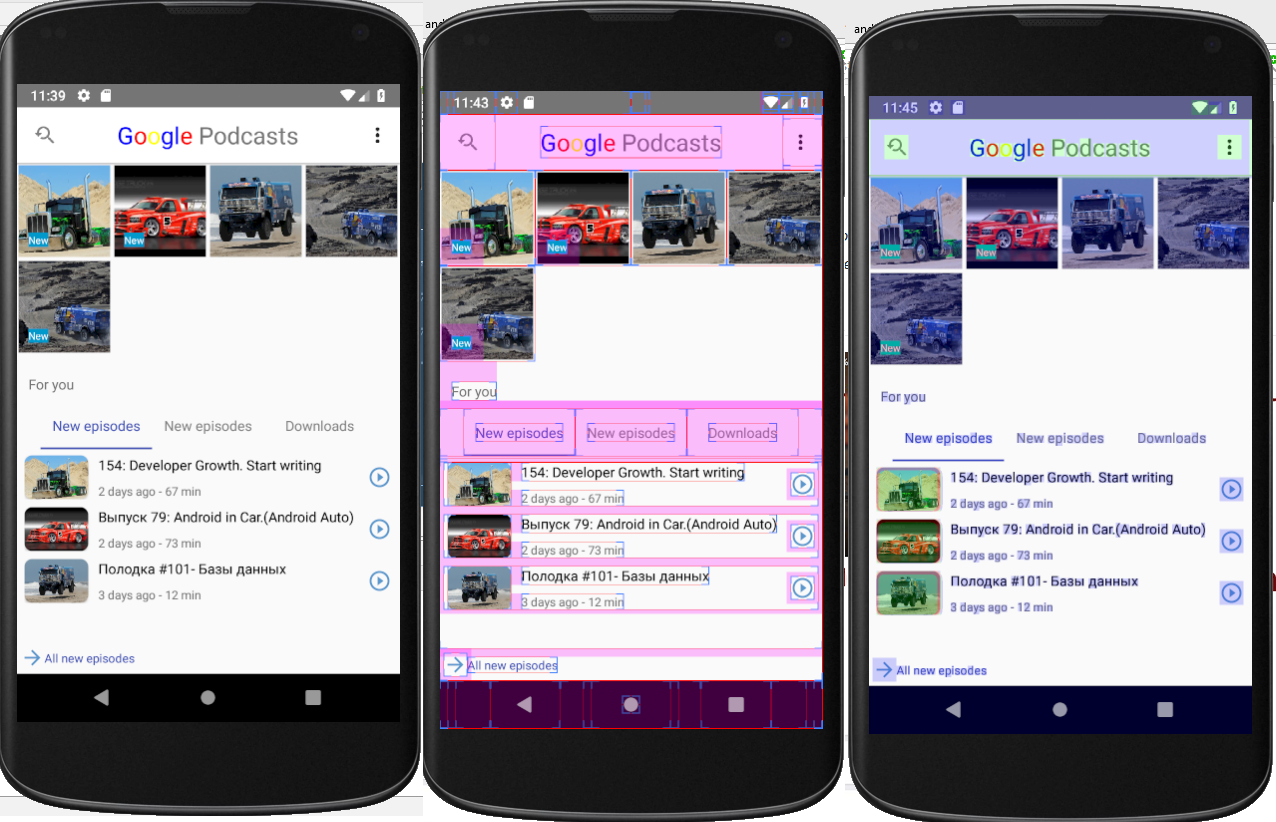 11:39
Google Podcasts
New
New
New
For you
New episodes New episodes Downloads
154: Developer Growth. Start writing
2 days ago - 67 min
Выпуск 79: Android in Car.(Android Auto)
2 days ago - 73 min
Полодка #101- Базы данных
3 days ago - 12 min
All new episodes
and
11:43
Google Podcasts
New
New
New
For you
New episodes New episodes Downloads
154: Developer Growth. Start writing
2 days ago - 67 min
Выпуск 79: Android in Car.(Android Auto)
2 days ago - 73 min
Полодка #101- Базы данных
3 days ago - 12 min
All new episodes
and
11:45
Google Podcasts
New
New
New
For you
New episodes New episodes Downloads
154: Developer Growth. Start writing
2 days ago - 67 min
Выпуск 79: Android in Car.(Android Auto)
2 days ago - 73 min
Полодка #101- Базы данных
3 days ago - 12 min
All new episodes